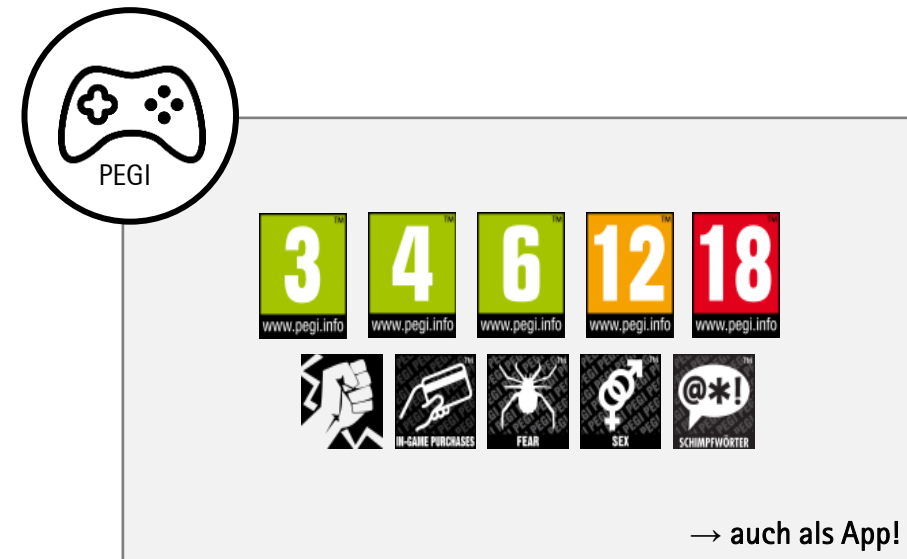 PEGI
3 4 6 12 18
www.pegi.info www.pegi.info www.pegi.info www.pegi.info www.pegi.info
IN-GAME PURCHASES FEAR SEX @*! SCHIMPFWÖRTER
→ auch als App!